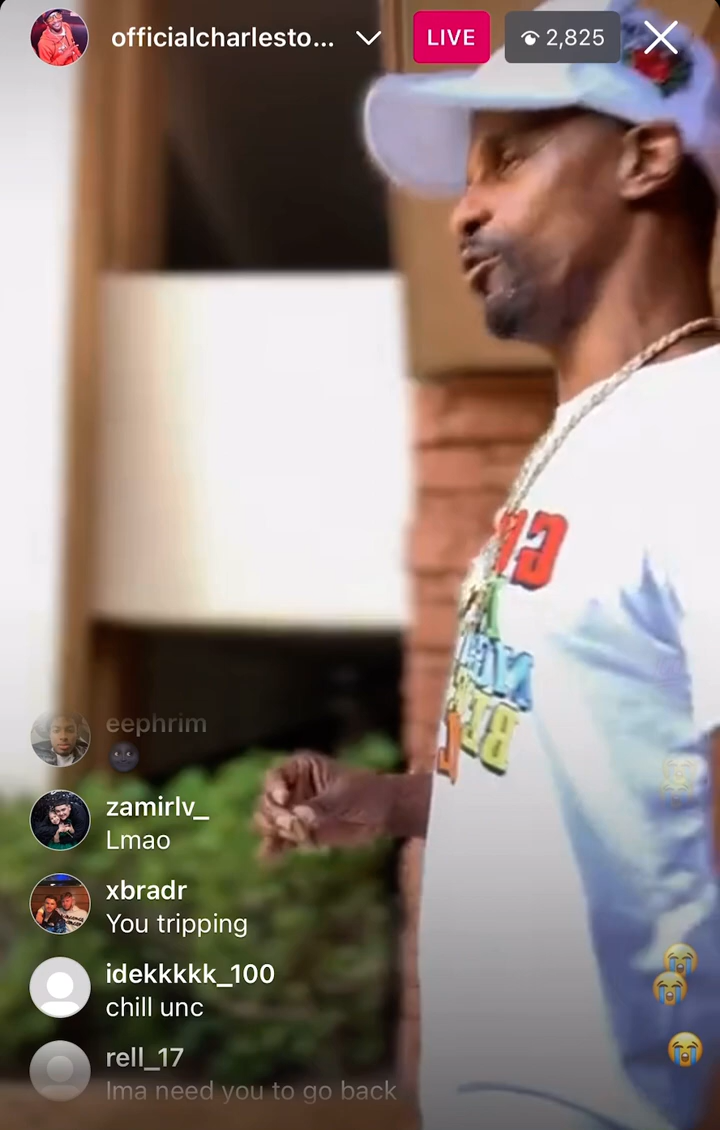 officialcharlesto...
LIVE
2,825
eephrim
zamirlv_
Lmao
xbradr
You tripping
idekkkkk_100
chill unc
rell_17
Ima need you to go back